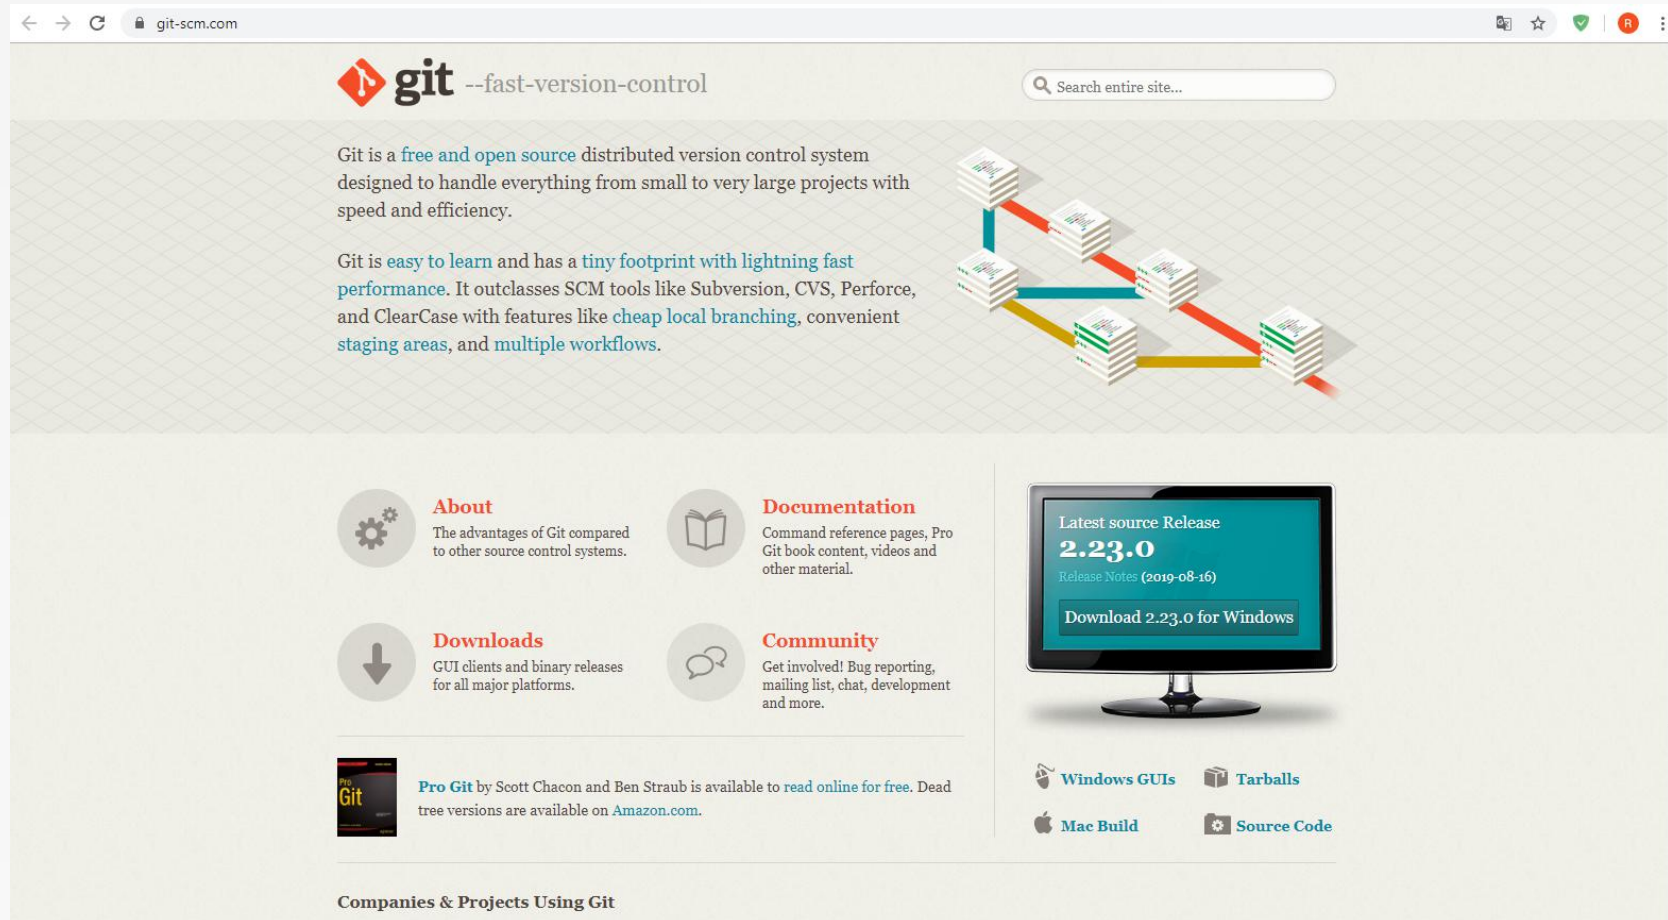 git-scm.com
R
git --fast-version-control
Search entire site...
Git is a free and open source distributed version control system
designed to handle everything from small to very large projects with
speed and efficiency.
Git is easy to learn and has a tiny footprint with lightning fast
performance. It outclasses SCM tools like Subversion, CVS, Perforce,
and ClearCase with features like cheap local branching, convenient
staging areas, and multiple workflows.
About
The advantages of Git compared
to other source control systems.
Documentation
Command reference pages, Pro
Git book content, videos and
other material.
Downloads
GUI clients and binary releases
for all major platforms.
Community
Get involved! Bug reporting,
mailing list, chat, development
and more.
Latest source Release
2.23.0
Release Notes (2019-08-16)
Download 2.23.0 for Windows
Pro
Git
Pro Git by Scott Chacon and Ben Straub is available to read online for free. Dead
tree versions are available on Amazon.com.
Windows GUIs
Tarballs
Mac Build
Source Code
Companies & Projects Using Git